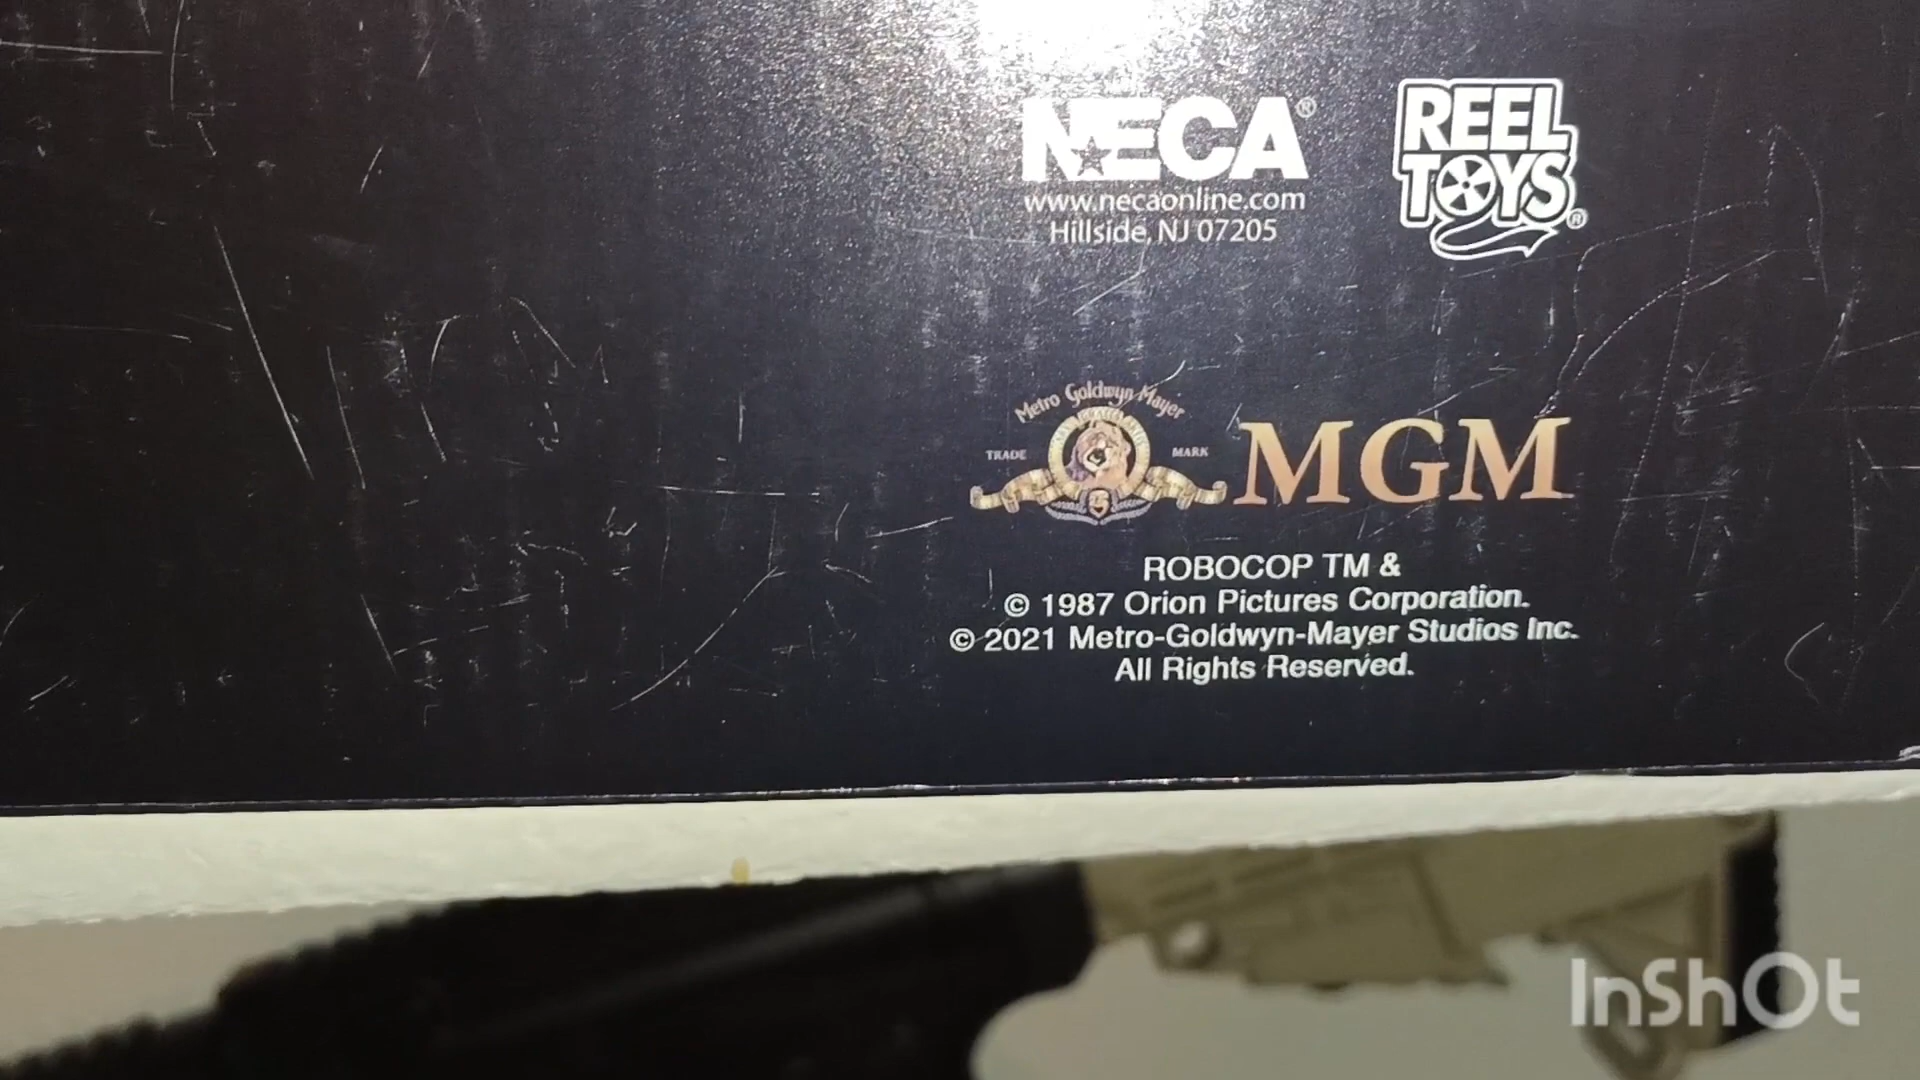 NECA®
www.necaonline.com
Hillside, NJ 07205
REEL
TOYS®
Metro Goldwyn Mayer
TRADE MARK
MGM
ROBOCOP TM &
© 1987 Orion Pictures Corporation.
© 2021 Metro-Goldwyn-Mayer Studios Inc.
All Rights Reserved.
InShOt